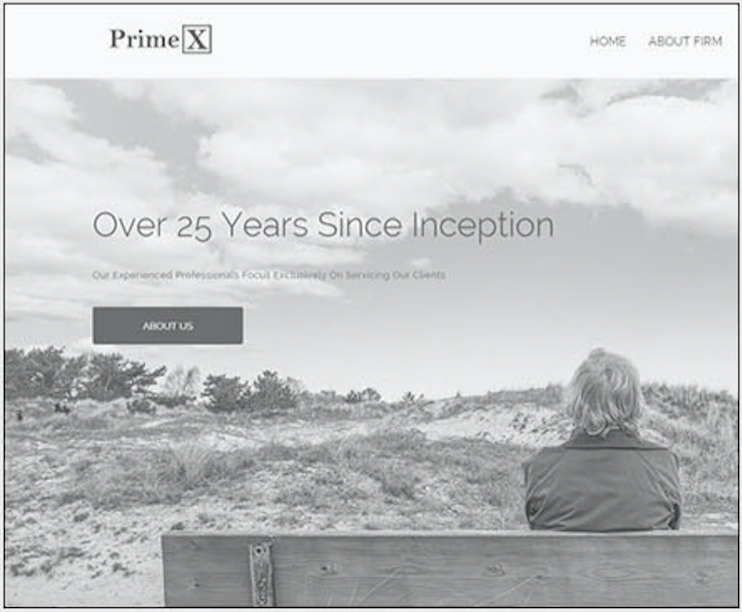 Prime X
HOME ABOUT FIRM
Over 25 Years Since Inception
Our Experienced Professionals Focus Exclusively On Servicing Our Clients
ABOUT US